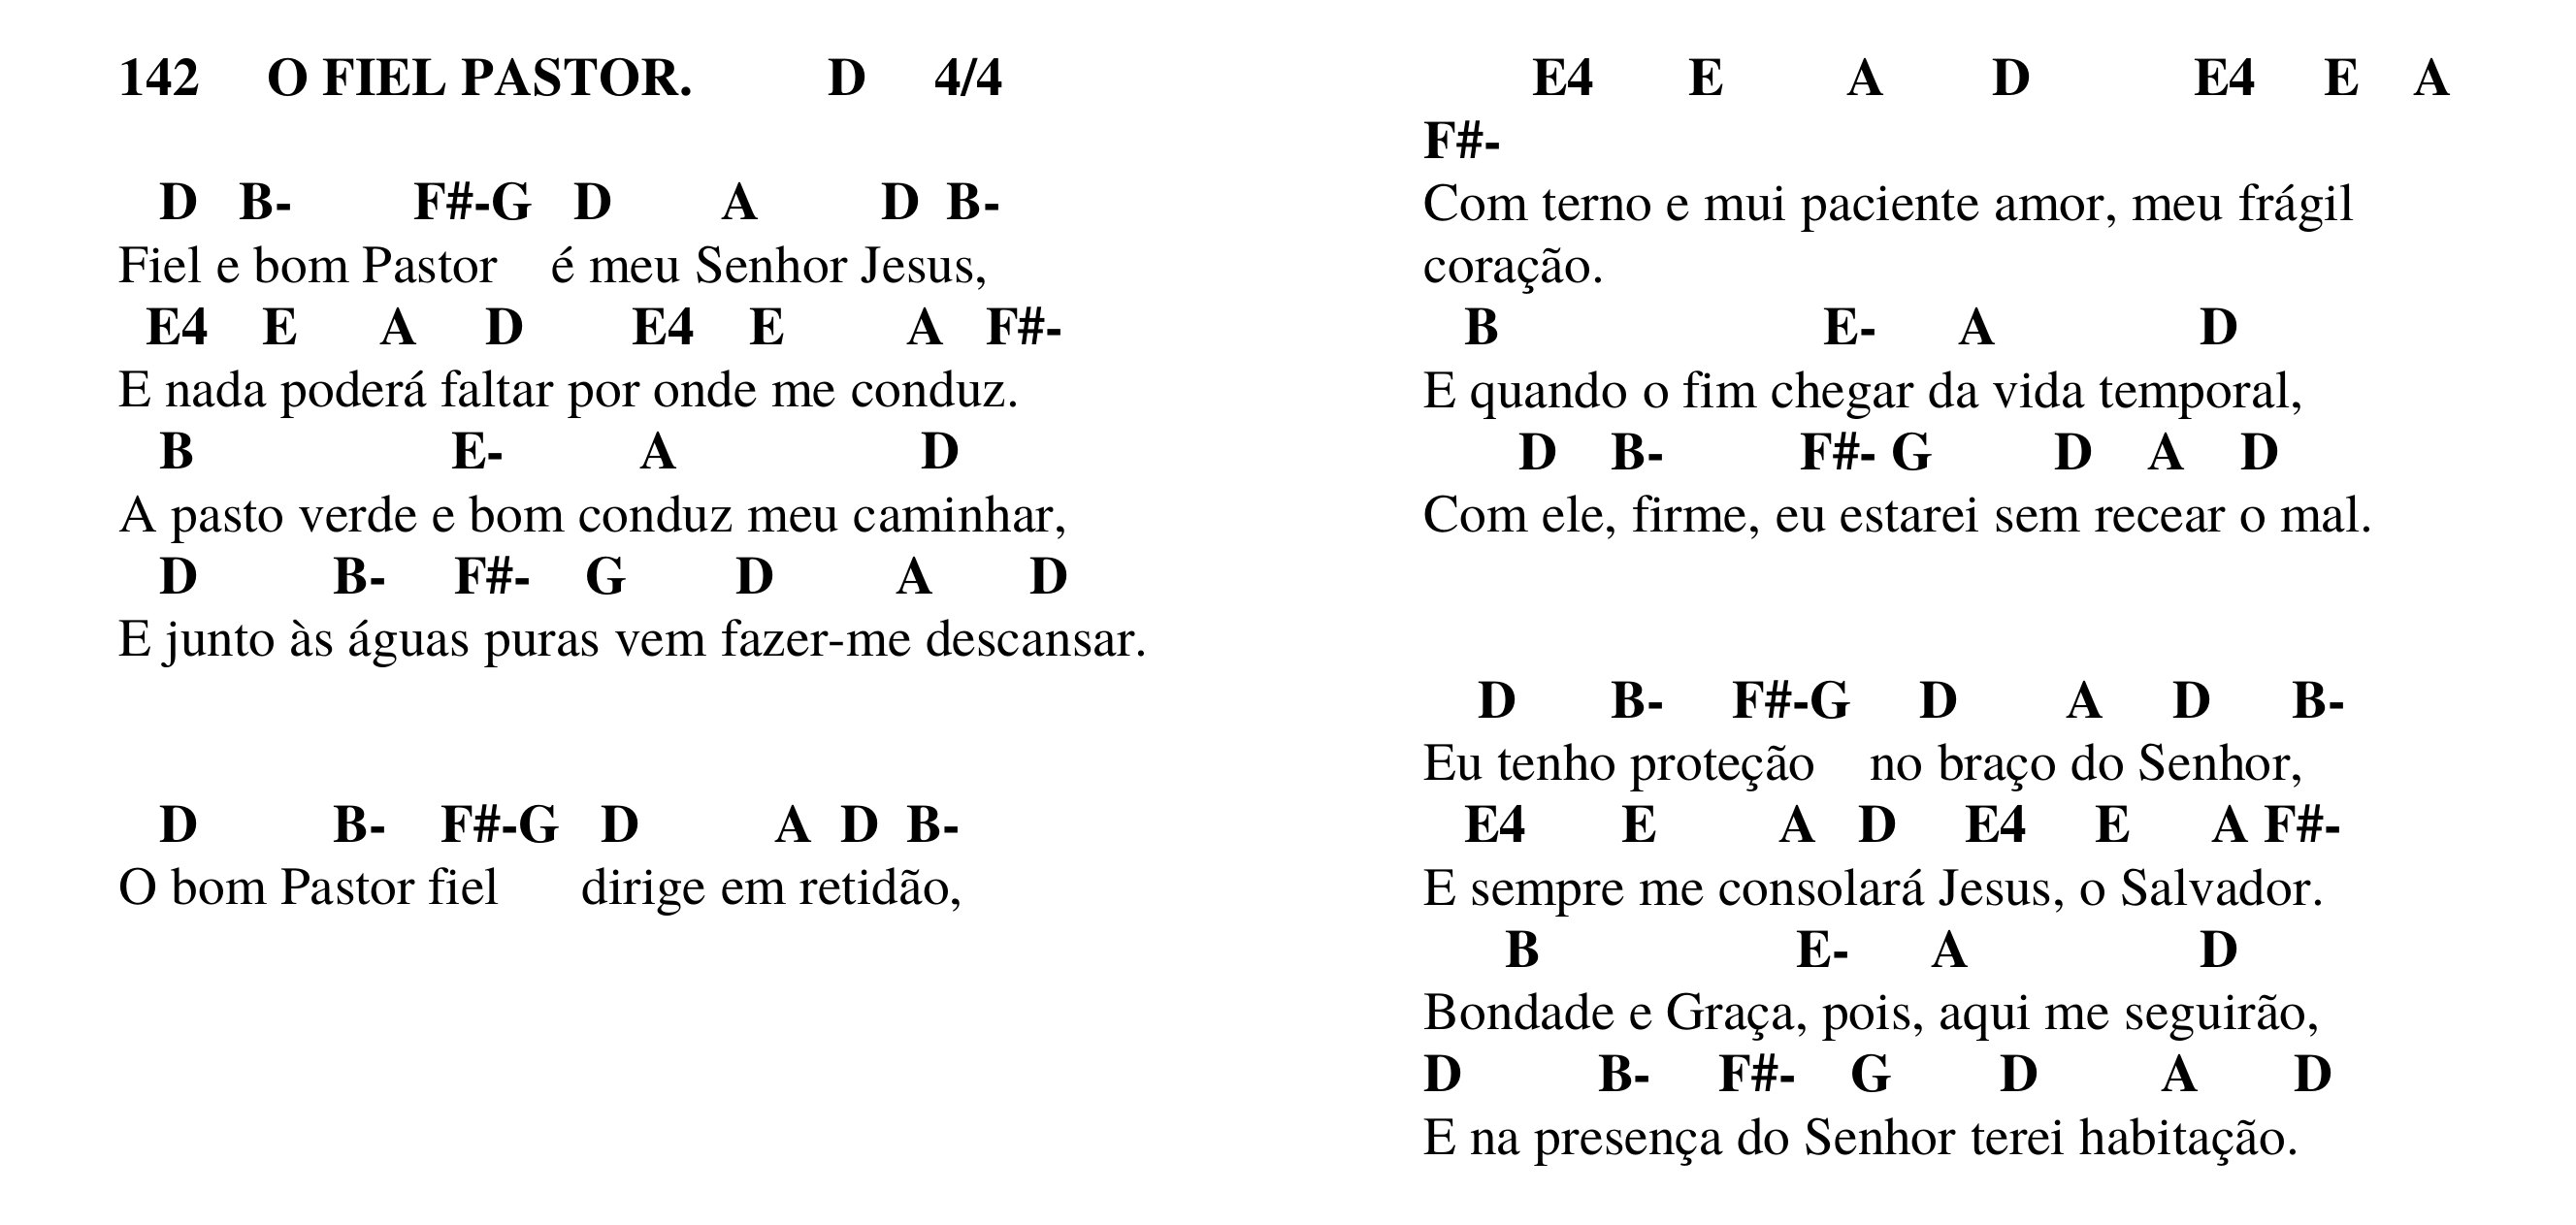 142 O FIEL PASTOR. D 4/4
D B- F#-G D A D B-
Fiel e bom Pastor é meu Senhor Jesus,
E4 E A D E4 E A F#-
E nada poderá faltar por onde me conduz.
B E- A D
A pasto verde e bom conduz meu caminhar,
D B- F#- G D A D
E junto às águas puras vem fazer-me descansar.
D B- F#-G D A D B-
O bom Pastor fiel dirige em retidão,
E4 E A D E4 E A
F#-
Com terno e mui paciente amor, meu frágil
coração.
B E- A D
E quando o fim chegar da vida temporal,
D B- F#- G D A D
Com ele, firme, eu estarei sem recear o mal.
D B- F#-G D A D B-
Eu tenho proteção no braço do Senhor,
E4 E A D E4 E A F#-
E sempre me consolará Jesus, o Salvador.
B E- A D
Bondade e Graça, pois, aqui me seguirão,
D B- F#- G D A D
E na presença do Senhor terei habitação.